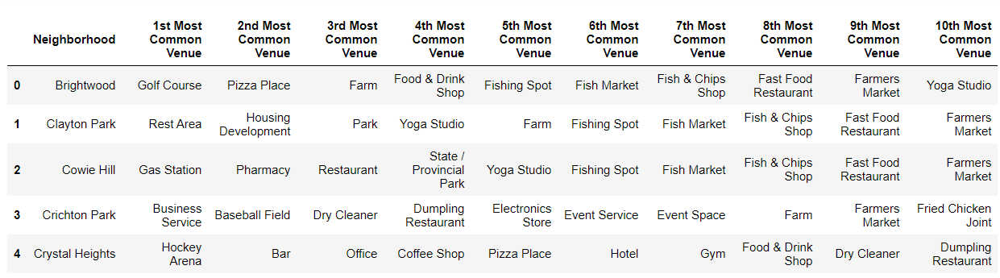 Neighborhood 1st Most Common Venue 2nd Most Common Venue 3rd Most Common Venue 4th Most Common Venue 5th Most Common Venue 6th Most Common Venue 7th Most Common Venue 8th Most Common Venue 9th Most Common Venue 10th Most Common Venue
0 Brightwood Golf Course Pizza Place Farm Food & Drink Shop Fishing Spot Fish Market Fish & Chips Shop Fast Food Restaurant Farmers Market Yoga Studio
1 Clayton Park Rest Area Housing Development Park Yoga Studio Farm Fishing Spot Fish Market Fish & Chips Shop Fast Food Restaurant Farmers Market
2 Cowie Hill Gas Station Pharmacy Restaurant State / Provincial Park Yoga Studio Fishing Spot Fish Market Fish & Chips Shop Fast Food Restaurant Farmers Market
3 Crichton Park Business Service Baseball Field Dry Cleaner Dumpling Restaurant Electronics Store Event Service Event Space Farm Farmers Market Fried Chicken Joint
4 Crystal Heights Hockey Arena Bar Office Coffee Shop Pizza Place Hotel Gym Food & Drink Shop Dry Cleaner Dumpling Restaurant